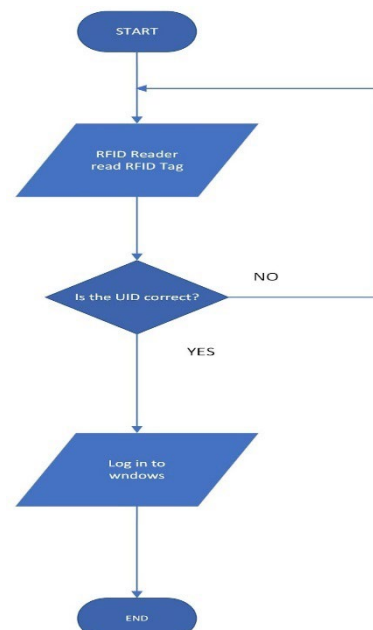 START
RFID Reader
read RFID Tag
Is the UID correct?
NO
YES
Log in to
wndows
END